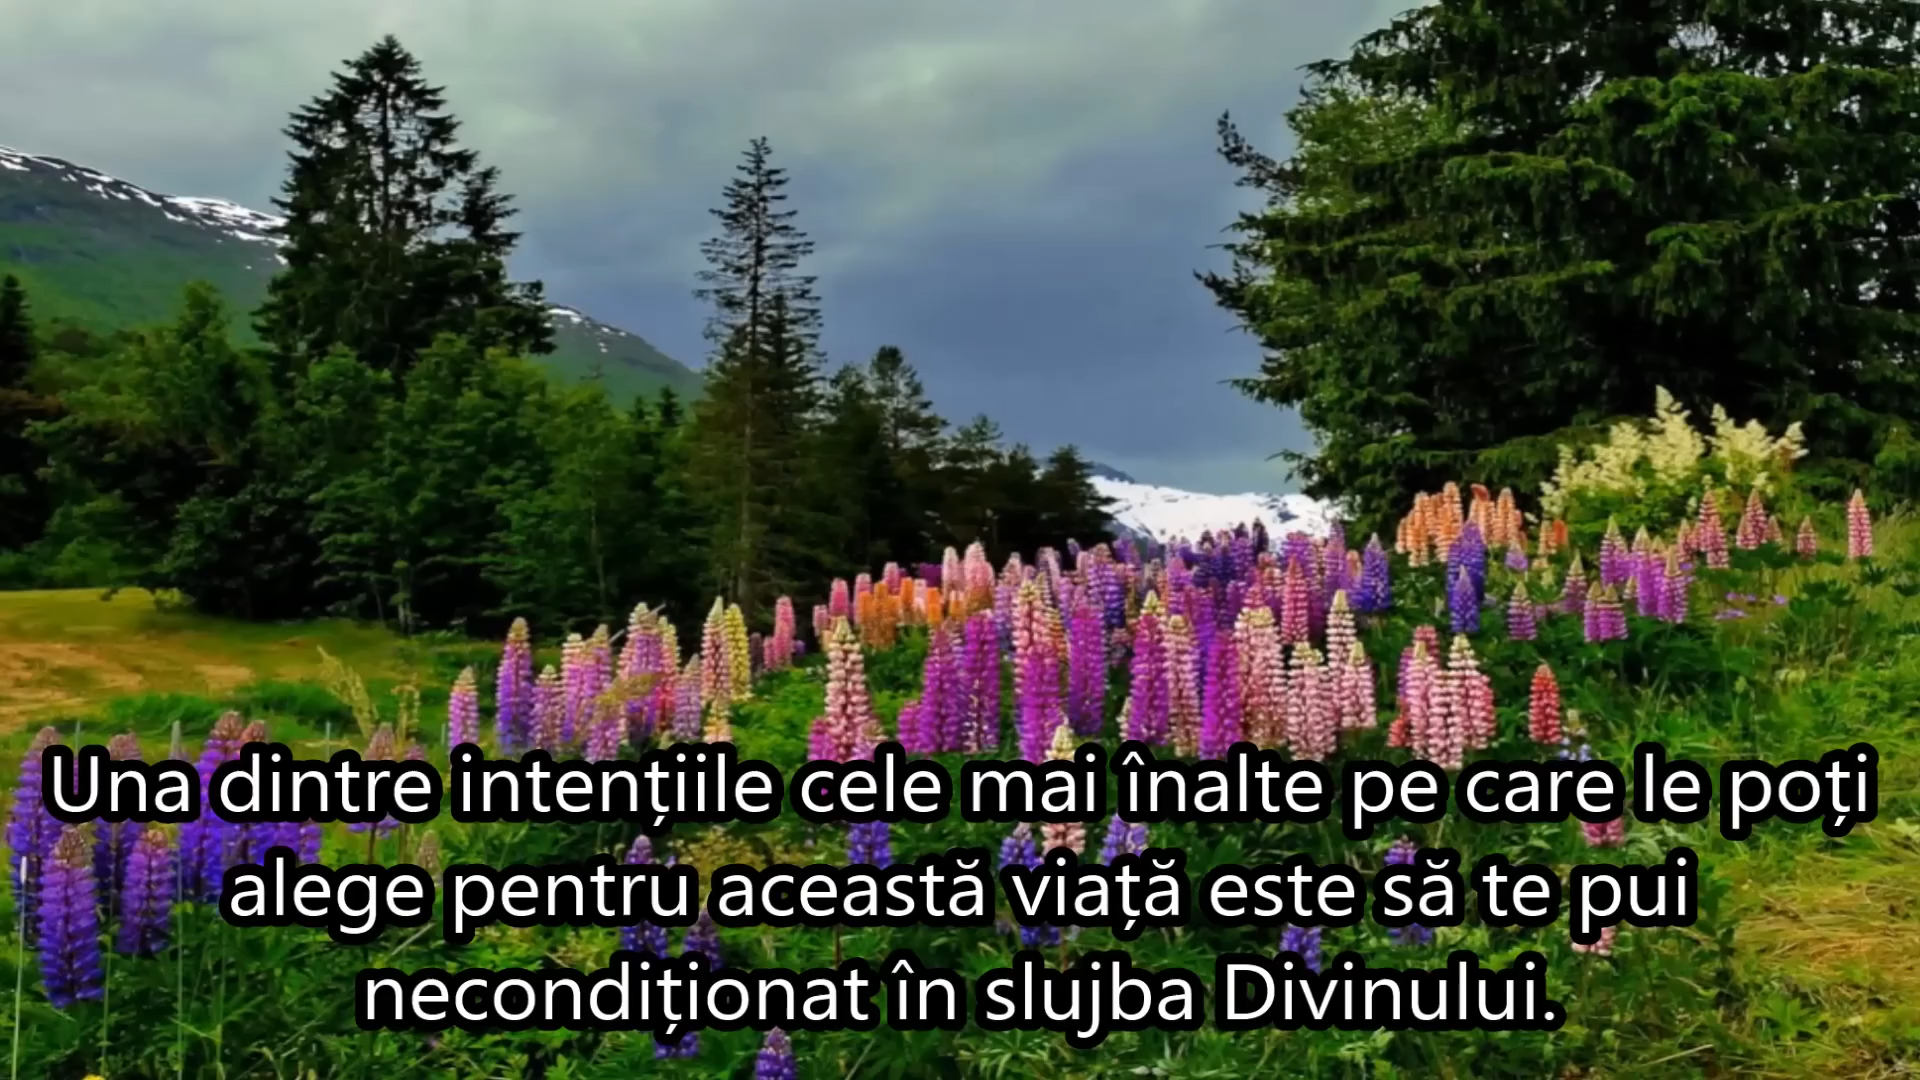 Una dintre intențiile cele mai înalte pe care le poți
alege pentru această viață este să te pui
necondiționat în slujba Divinului.